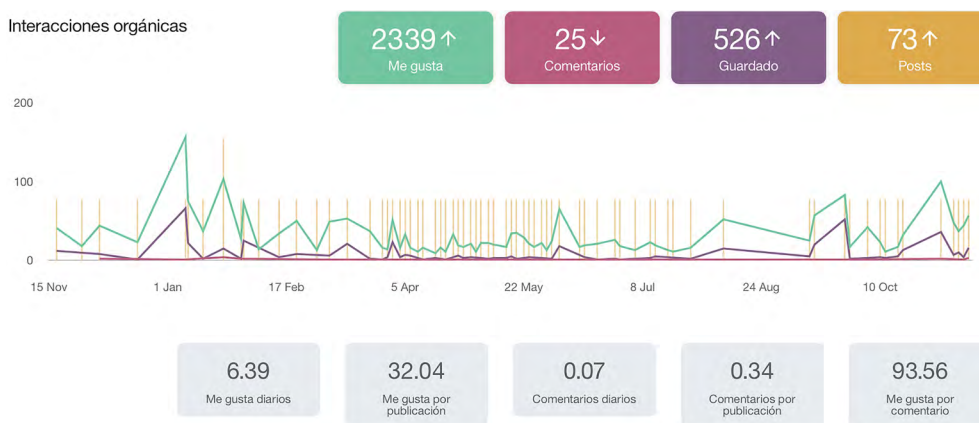 Interacciones orgánicas
2339↑
Me gusta
25↓
Comentarios
526↑
Guardado
73↑
Posts
200
100
0
15 Nov
1 Jan
17 Feb
5 Apr
22 May
8 Jul
24 Aug
10 Oct
6.39
Me gusta diarios
32.04
Me gusta por
publicación
0.07
Comentarios diarios
0.34
Comentarios por
publicación
93.56
Me gusta por
comentario